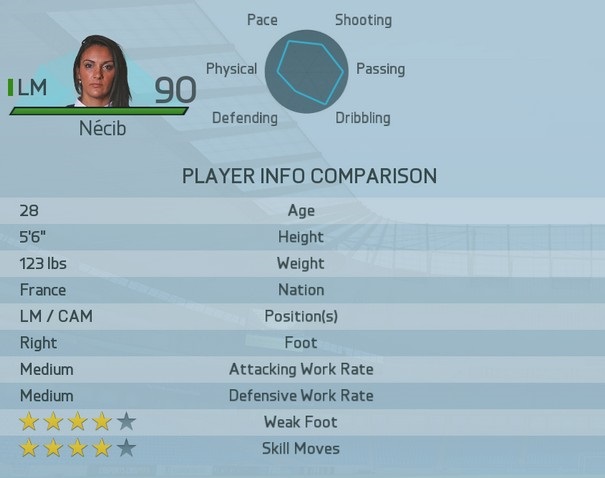 Pace Shooting
LM 90 Physical Passing
Nécib Defending Dribbling
PLAYER INFO COMPARISON
28 Age
5'6" Height
123 lbs Weight
France Nation
LM / CAM Position(s)
Right Foot
Medium Attacking Work Rate
Medium Defensive Work Rate
Weak Foot
Skill Moves